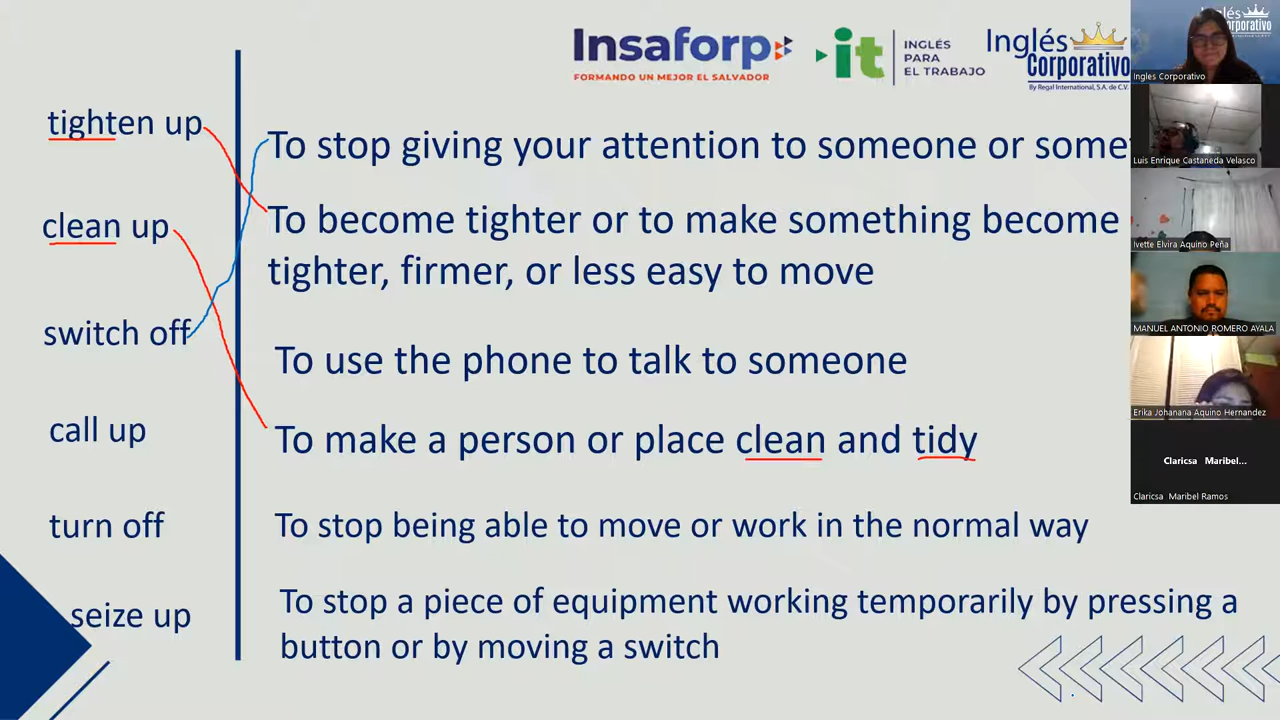 Insaforp
FORMANDO UN MEJOR EL SALVADOR
it
INGLÉS
PARA
EL TRABAJO
Inglés
Corporativo
By Regal International, S.A. de C.V.
tighten up
clean up
switch off
call up
turn off
seize up
To stop giving your attention to someone or somet
To become tighter or to make something become
tighter, firmer, or less easy to move
To use the phone to talk to someone
To make a person or place clean and tidy
To stop being able to move or work in the normal way
To stop a piece of equipment working temporarily by pressing a
button or by moving a switch
Inglés
Corporativo
Ingles Corporativo
Luis Enrique Castaneda Velasco
Ivette Elvira Aquino Peña
MANUEL ANTONIO ROMERO AYALA
Erika Johanana Aquino Hernandez
Claricsa Maribel...
Claricsa Maribel Ramos